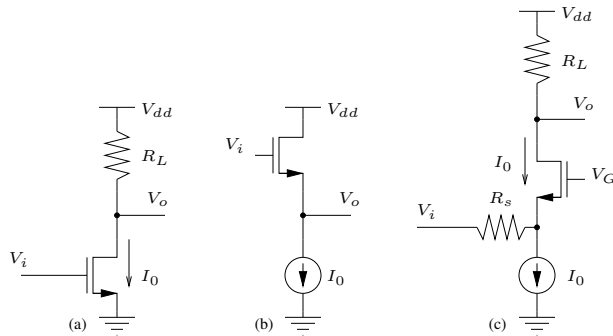 V_dd
R_L
V_o
V_i
I_0
(a)
V_dd
V_i
V_o
I_0
(b)
V_dd
R_L
V_o
I_0
V_G
R_s
V_i
I_0
(c)